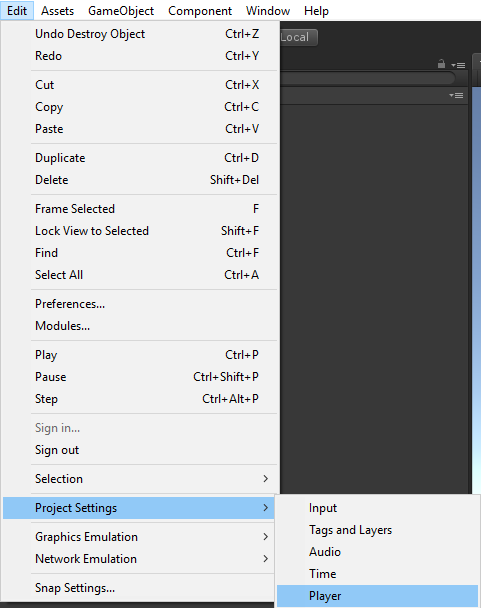 Edit Assets GameObject Component Window Help
Undo Destroy Object Ctrl+Z
Local
Redo Ctrl+Y
Cut Ctrl+X
Copy Ctrl+C
Paste Ctrl+V
Duplicate Ctrl+D
Delete Shift+Del
Frame Selected F
Lock View to Selected Shift+F
Find Ctrl+F
Select All Ctrl+A
Preferences...
Modules...
Play Ctrl+P
Pause Ctrl+Shift+P
Step Ctrl+Alt+P
Sign in...
Sign out
Selection
Project Settings
Input
Graphics Emulation
Tags and Layers
Network Emulation
Audio
Time
Snap Settings...
Player